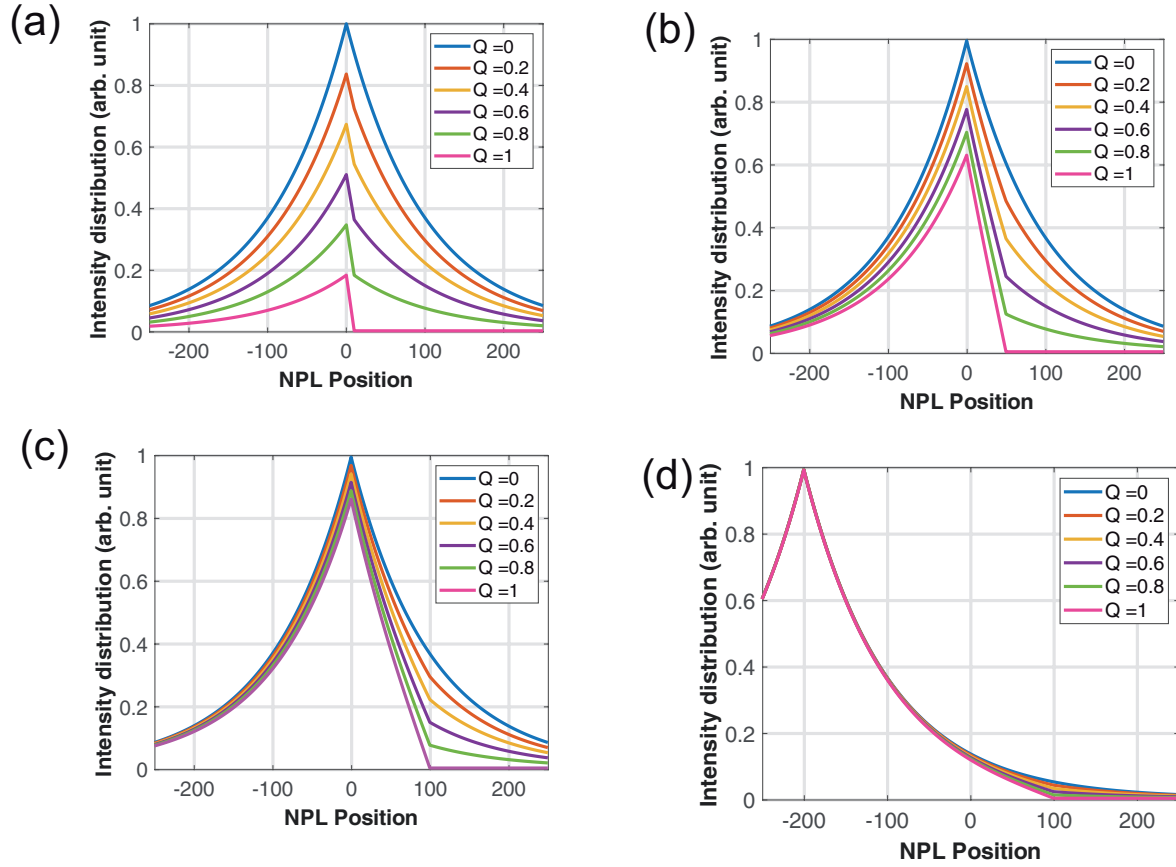 (a)
Intensity distribution (arb. unit)
1
0.8
0.6
0.4
0.2
0
-200 -100 0 100 200
NPL Position
Q =0
Q =0.2
Q =0.4
Q =0.6
Q =0.8
Q =1
(b)
Intensity distribution (arb. unit)
1
0.8
0.6
0.4
0.2
0
-200 -100 0 100 200
NPL Position
Q =0
Q =0.2
Q =0.4
Q =0.6
Q =0.8
Q =1
(c)
Intensity distribution (arb. unit)
1
0.8
0.6
0.4
0.2
0
-200 -100 0 100 200
NPL Position
Q =0
Q =0.2
Q =0.4
Q =0.6
Q =0.8
Q =1
(d)
Intensity distribution (arb. unit)
1
0.8
0.6
0.4
0.2
0
-200 -100 0 100 200
NPL Position
Q =0
Q =0.2
Q =0.4
Q =0.6
Q =0.8
Q =1